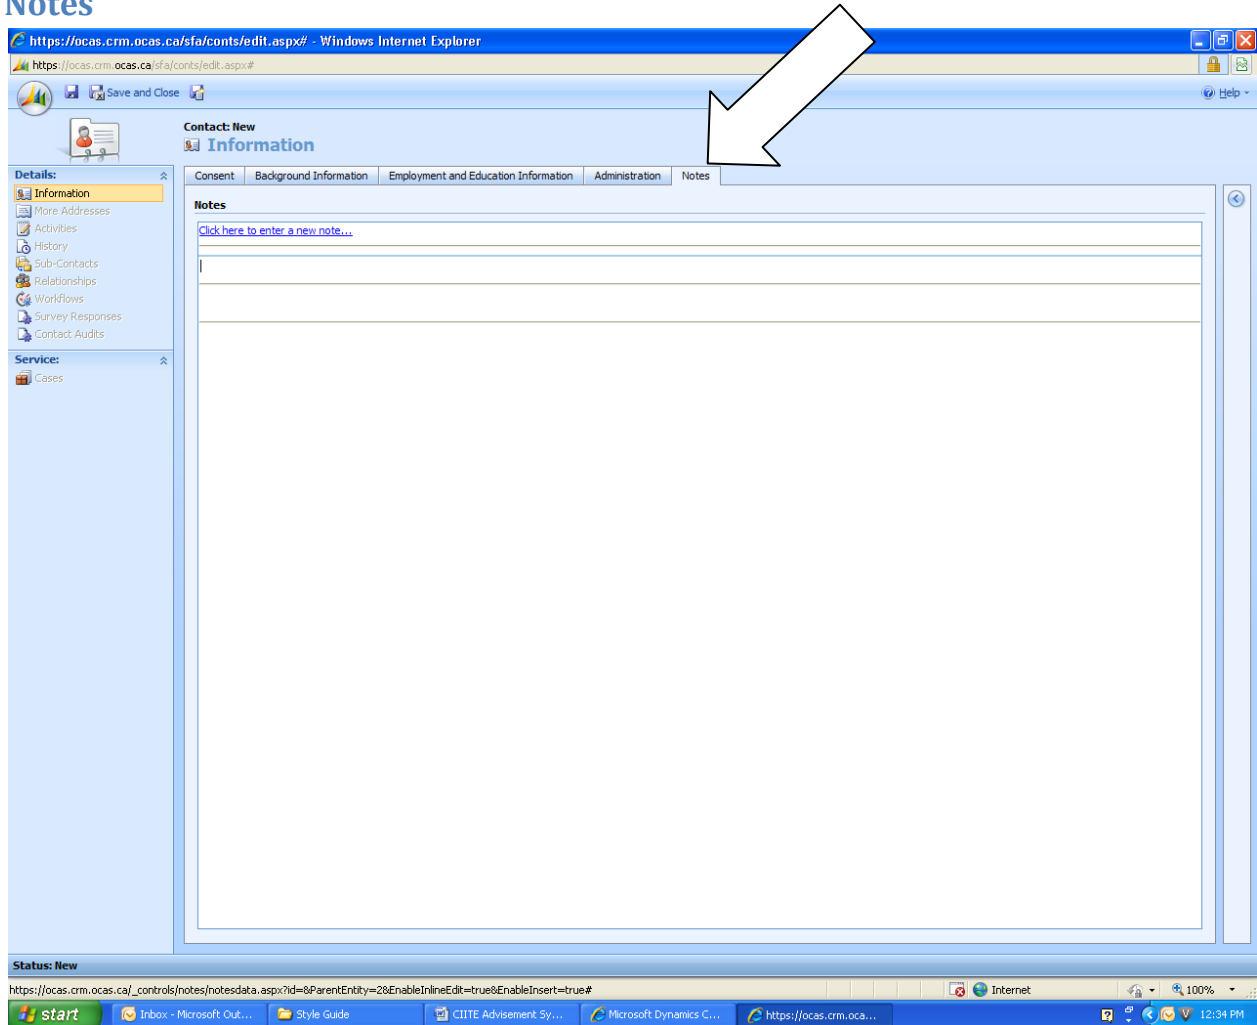 Notes
https://ocas.crm.ocas.ca/sfa/conts/edit.aspx# - Windows Internet Explorer
https://ocas.crm.ocas.ca/sfa/conts/edit.aspx#
Save and Close
Help
Contact: New
Information
Details:
Information
More Addresses
Activities
History
Sub-Contacts
Relationships
Workflows
Survey Responses
Contact Audits
Service:
Cases
Consent Background Information Employment and Education Information Administration Notes
Notes
Click here to enter a new note...
Status: New
https://ocas.crm.ocas.ca/_controls/notes/notesdata.aspx?id=&ParentEntity=2&EnableInlineEdit=true&EnableInsert=true#
Internet
100%
start
Inbox - Microsoft Out...
Style Guide
CIITE Advisement Sy...
Microsoft Dynamics C...
https://ocas.crm.oca...
12:34 PM